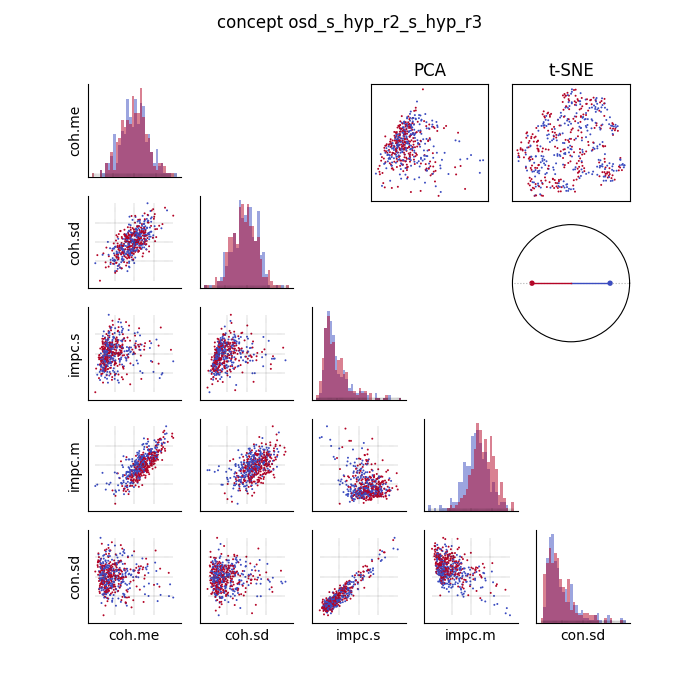 concept osd_s_hyp_r2_s_hyp_r3
PCA
t-SNE
coh.me
coh.sd
impc.s
impc.m
con.sd
coh.me
coh.sd
impc.s
impc.m
con.sd